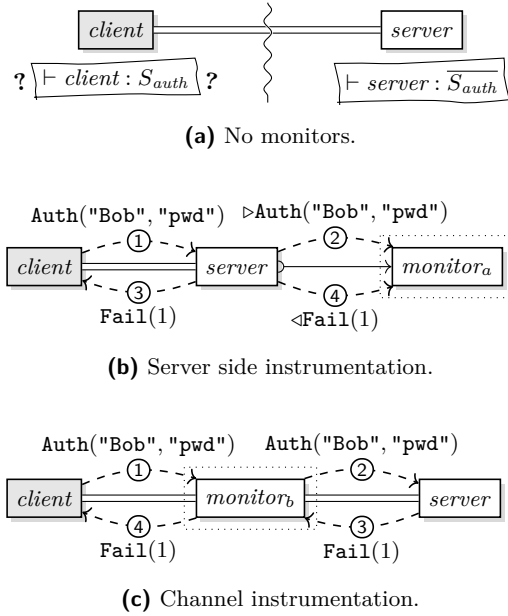 client server
? ⊢ client : S_auth ? ⊢ server : \overline{S_auth}
(a) No monitors.
Auth("Bob", "pwd") ▷Auth("Bob", "pwd")
① ②
client server monitor_a
③ ④
Fail(1) ◁Fail(1)
(b) Server side instrumentation.
Auth("Bob", "pwd") Auth("Bob", "pwd")
① ②
client monitor_b server
④ ③
Fail(1) Fail(1)
(c) Channel instrumentation.